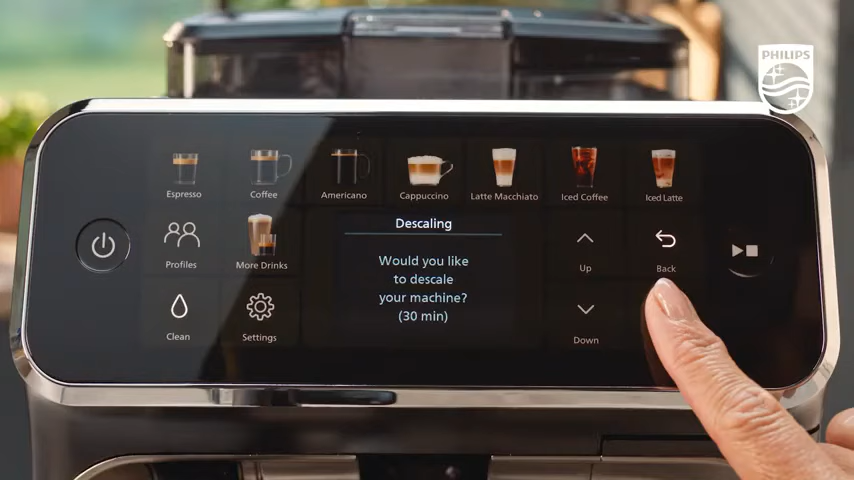 PHILIPS
Espresso
Coffee
Americano
Cappuccino
Latte Macchiato
Iced Coffee
Iced Latte
Profiles
More Drinks
Descaling
Would you like
to descale
your machine?
(30 min)
Up
Back
Clean
Settings
Down